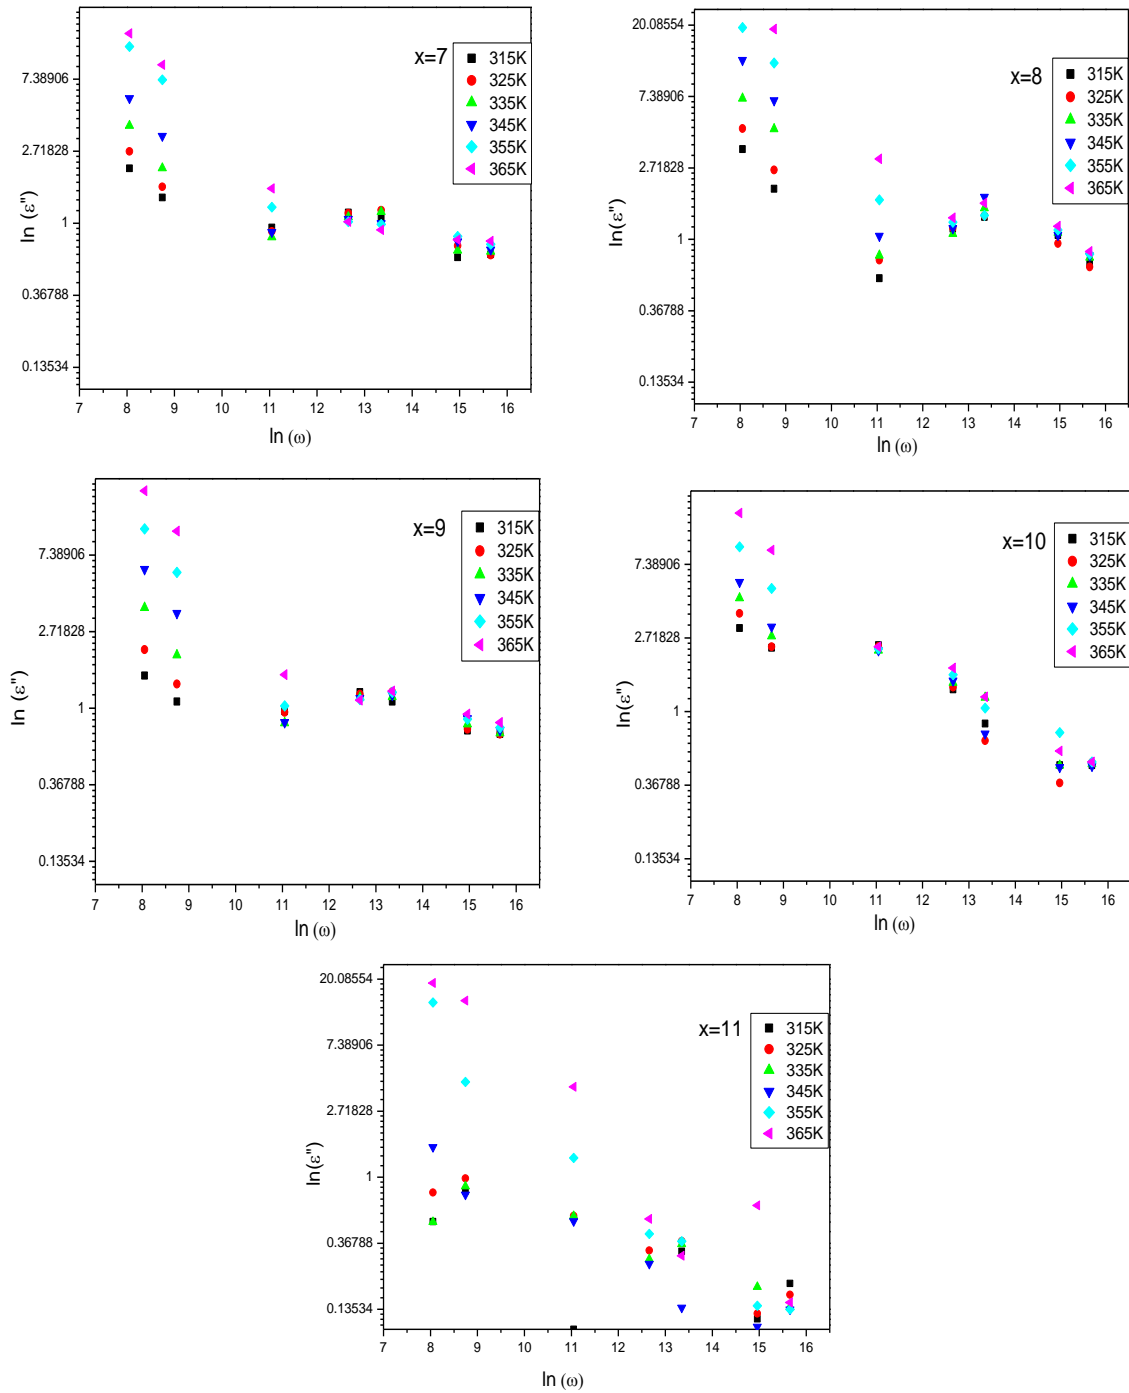 x=7
315K
325K
335K
345K
355K
365K
7.38906
2.71828
1
0.36788
0.13534
ln (ε'')
7 8 9 10 11 12 13 14 15 16
ln (ω)
x=8
315K
325K
335K
345K
355K
365K
20.08554
7.38906
2.71828
1
0.36788
0.13534
ln(ε'')
7 8 9 10 11 12 13 14 15 16
ln (ω)
x=9
315K
325K
335K
345K
355K
365K
7.38906
2.71828
1
0.36788
0.13534
ln (ε'')
7 8 9 10 11 12 13 14 15 16
ln (ω)
x=10
315K
325K
335K
345K
355K
365K
7.38906
2.71828
1
0.36788
0.13534
ln(ε'')
7 8 9 10 11 12 13 14 15 16
ln (ω)
x=11
315K
325K
335K
345K
355K
365K
20.08554
7.38906
2.71828
1
0.36788
0.13534
ln(ε'')
7 8 9 10 11 12 13 14 15 16
ln (ω)